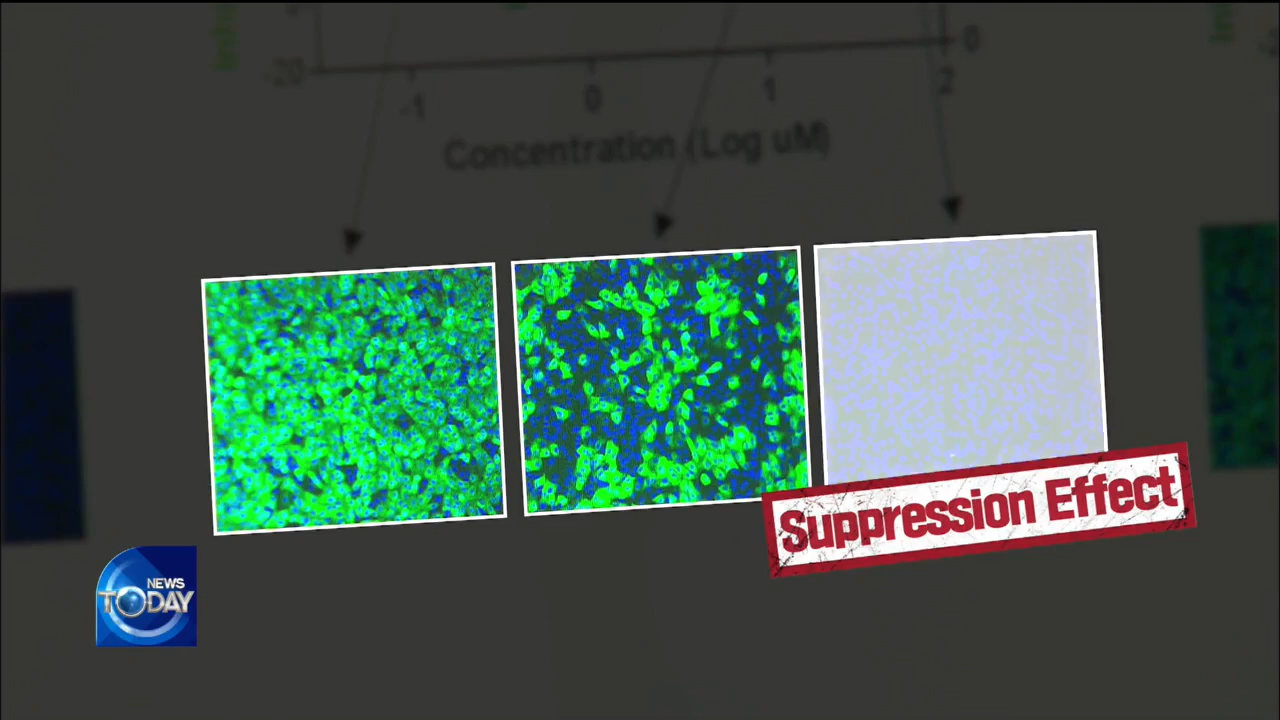 -20
-1
0
1
2
0
Concentration (Log uM)
Suppression Effect
NEWS
TODAY